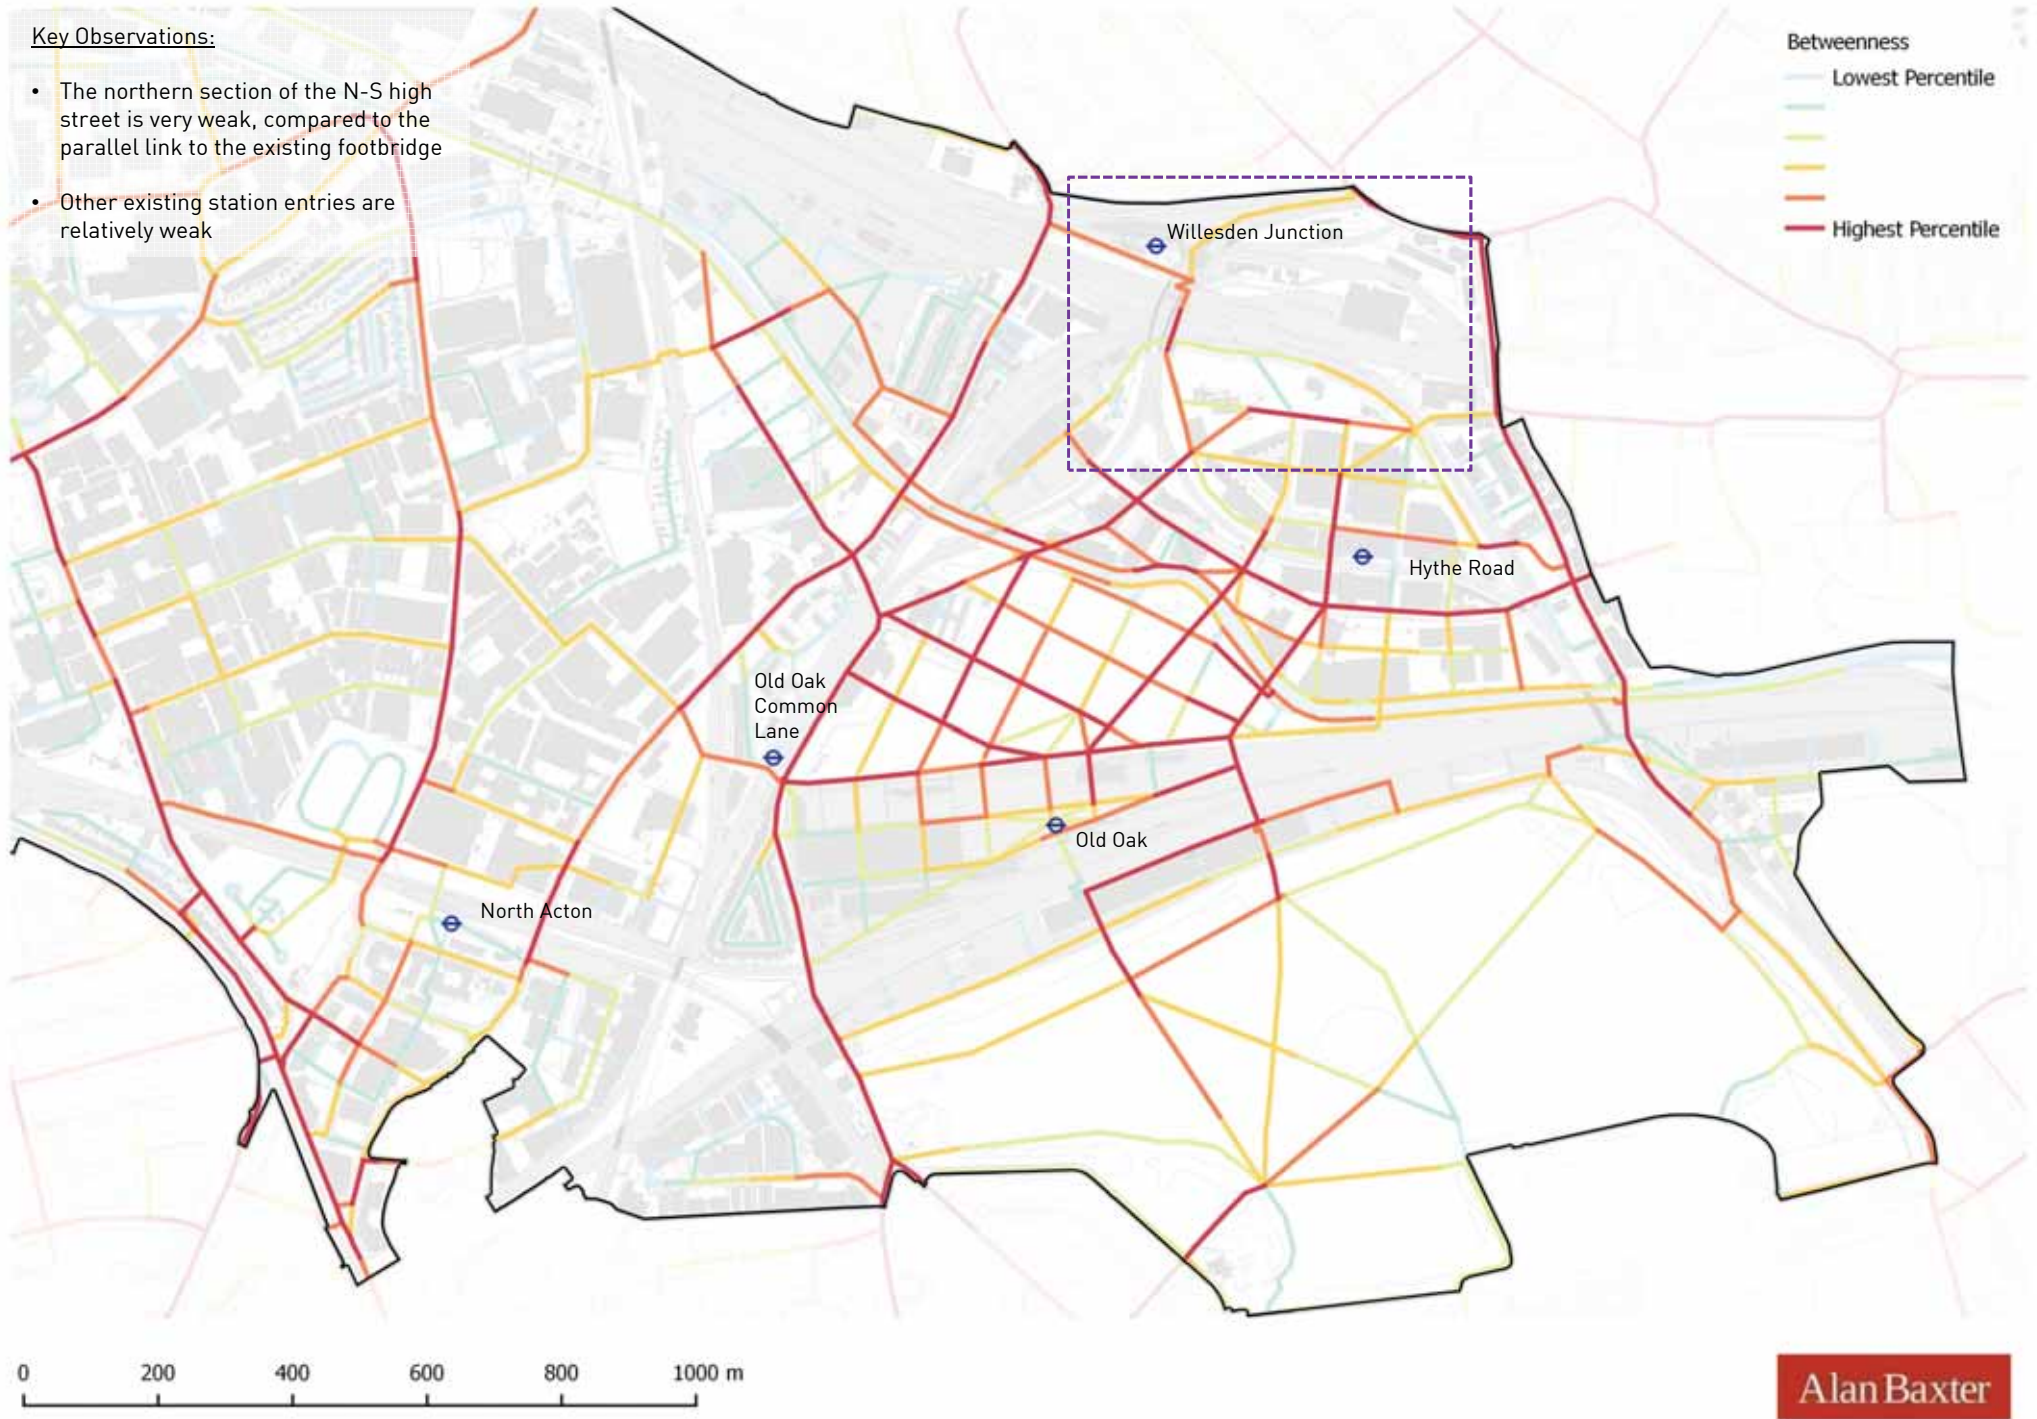 Key Observations:
• The northern section of the N-S high
street is very weak, compared to the
parallel link to the existing footbridge
• Other existing station entries are
relatively weak
Betweenness
Lowest Percentile
Highest Percentile
Willesden Junction
Hythe Road
Old Oak
Common
Lane
Old Oak
North Acton
0 200 400 600 800 1000 m
Alan Baxter